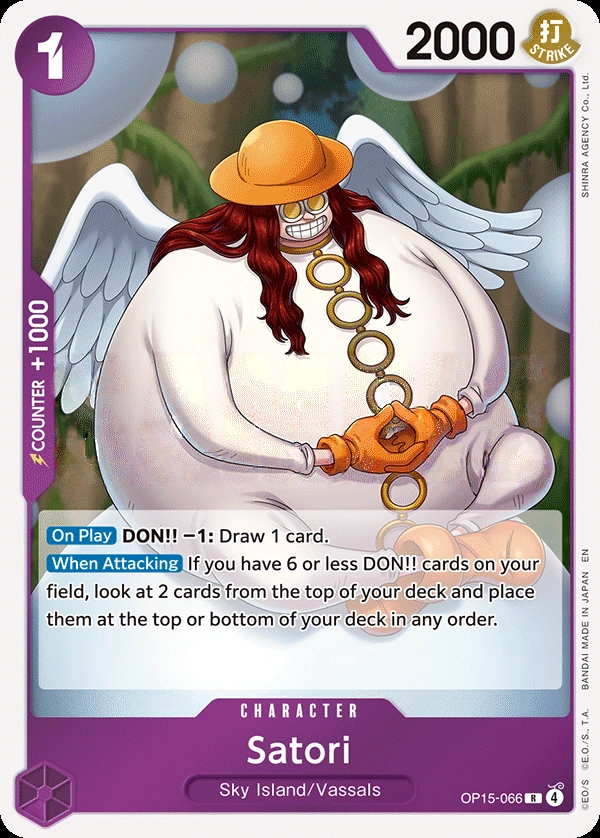 1
2000
打
STRIKE
SHINRA AGENCY Co., Ltd.
COUNTER +1000
On Play DON!! −1: Draw 1 card.
When Attacking If you have 6 or less DON!! cards on your
field, look at 2 cards from the top of your deck and place
them at the top or bottom of your deck in any order.
CHARACTER
Satori
Sky Island/Vassals
OP15-066 R 4
©EO/S ©E.O./S., T.A. BANDAI MADE IN JAPAN EN